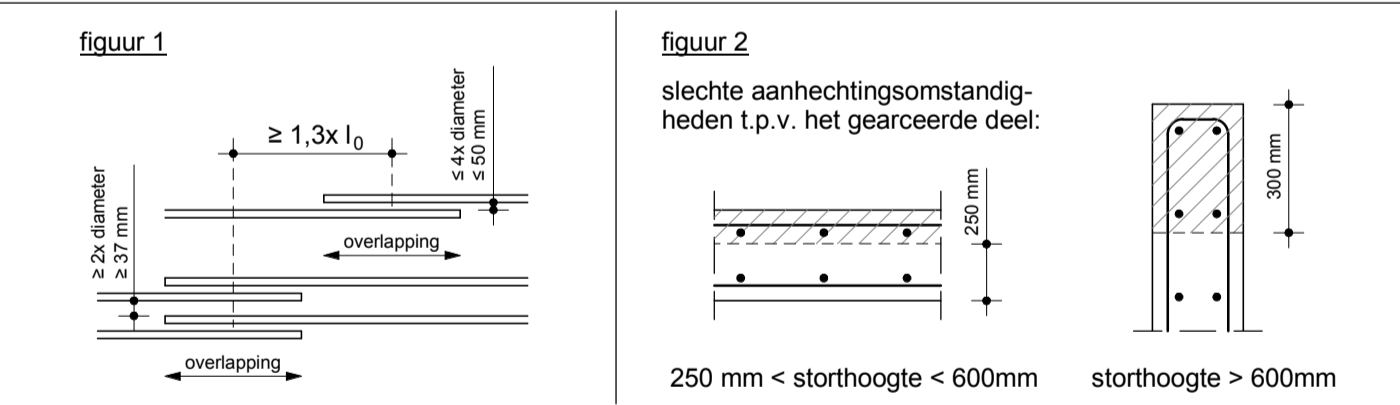 figuur 1
≥ 1,3x l₀
≤ 4x diameter
≤ 50 mm
≥ 2x diameter
≥ 37 mm
overlapping
overlapping
figuur 2
slechte aanhechtingsomstandig-
heden t.p.v. het gearceerde deel:
250 mm
300 mm
250 mm < storthoogte < 600mm
storthoogte > 600mm